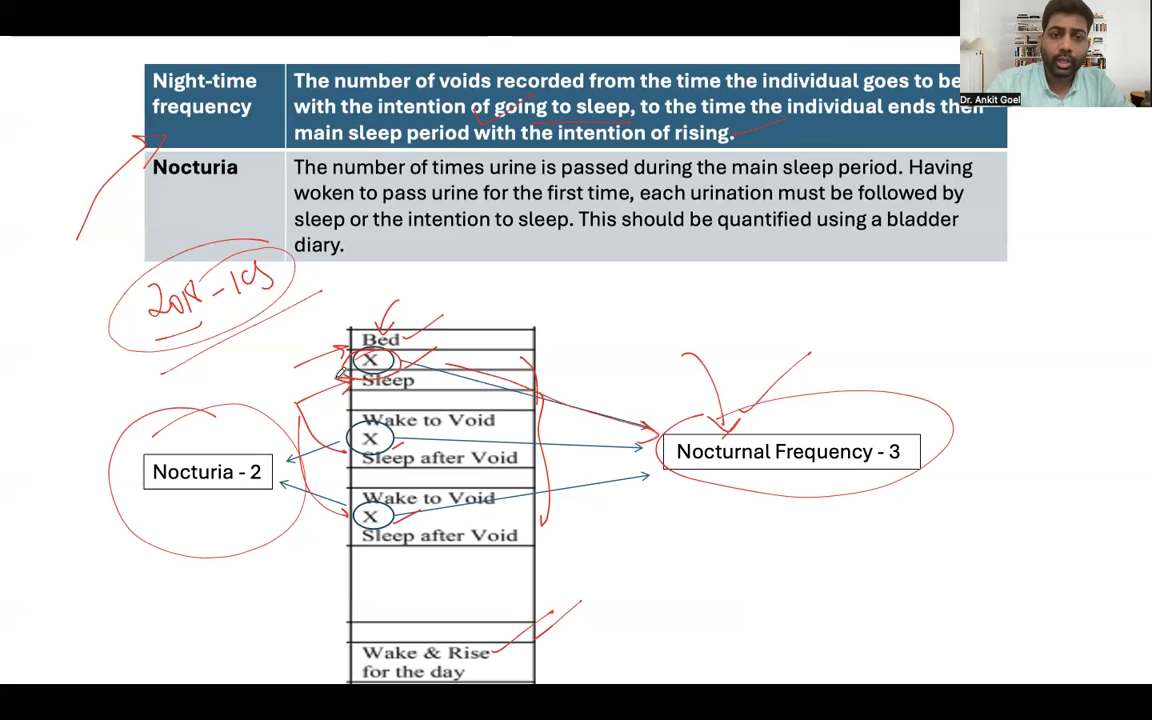 Night-time
frequency
The number of voids recorded from the time the individual goes to be
with the intention of going to sleep, to the time the individual ends then
main sleep period with the intention of rising.
Dr. Ankit Goel
Nocturia
The number of times urine is passed during the main sleep period. Having
woken to pass urine for the first time, each urination must be followed by
sleep or the intention to sleep. This should be quantified using a bladder
diary.
2018 - ICS
Bed
X
Sleep
Wake to Void
X
Sleep after Void
Nocturia - 2
Nocturnal Frequency - 3
Wake to Void
X
Sleep after Void
Wake & Rise
for the day